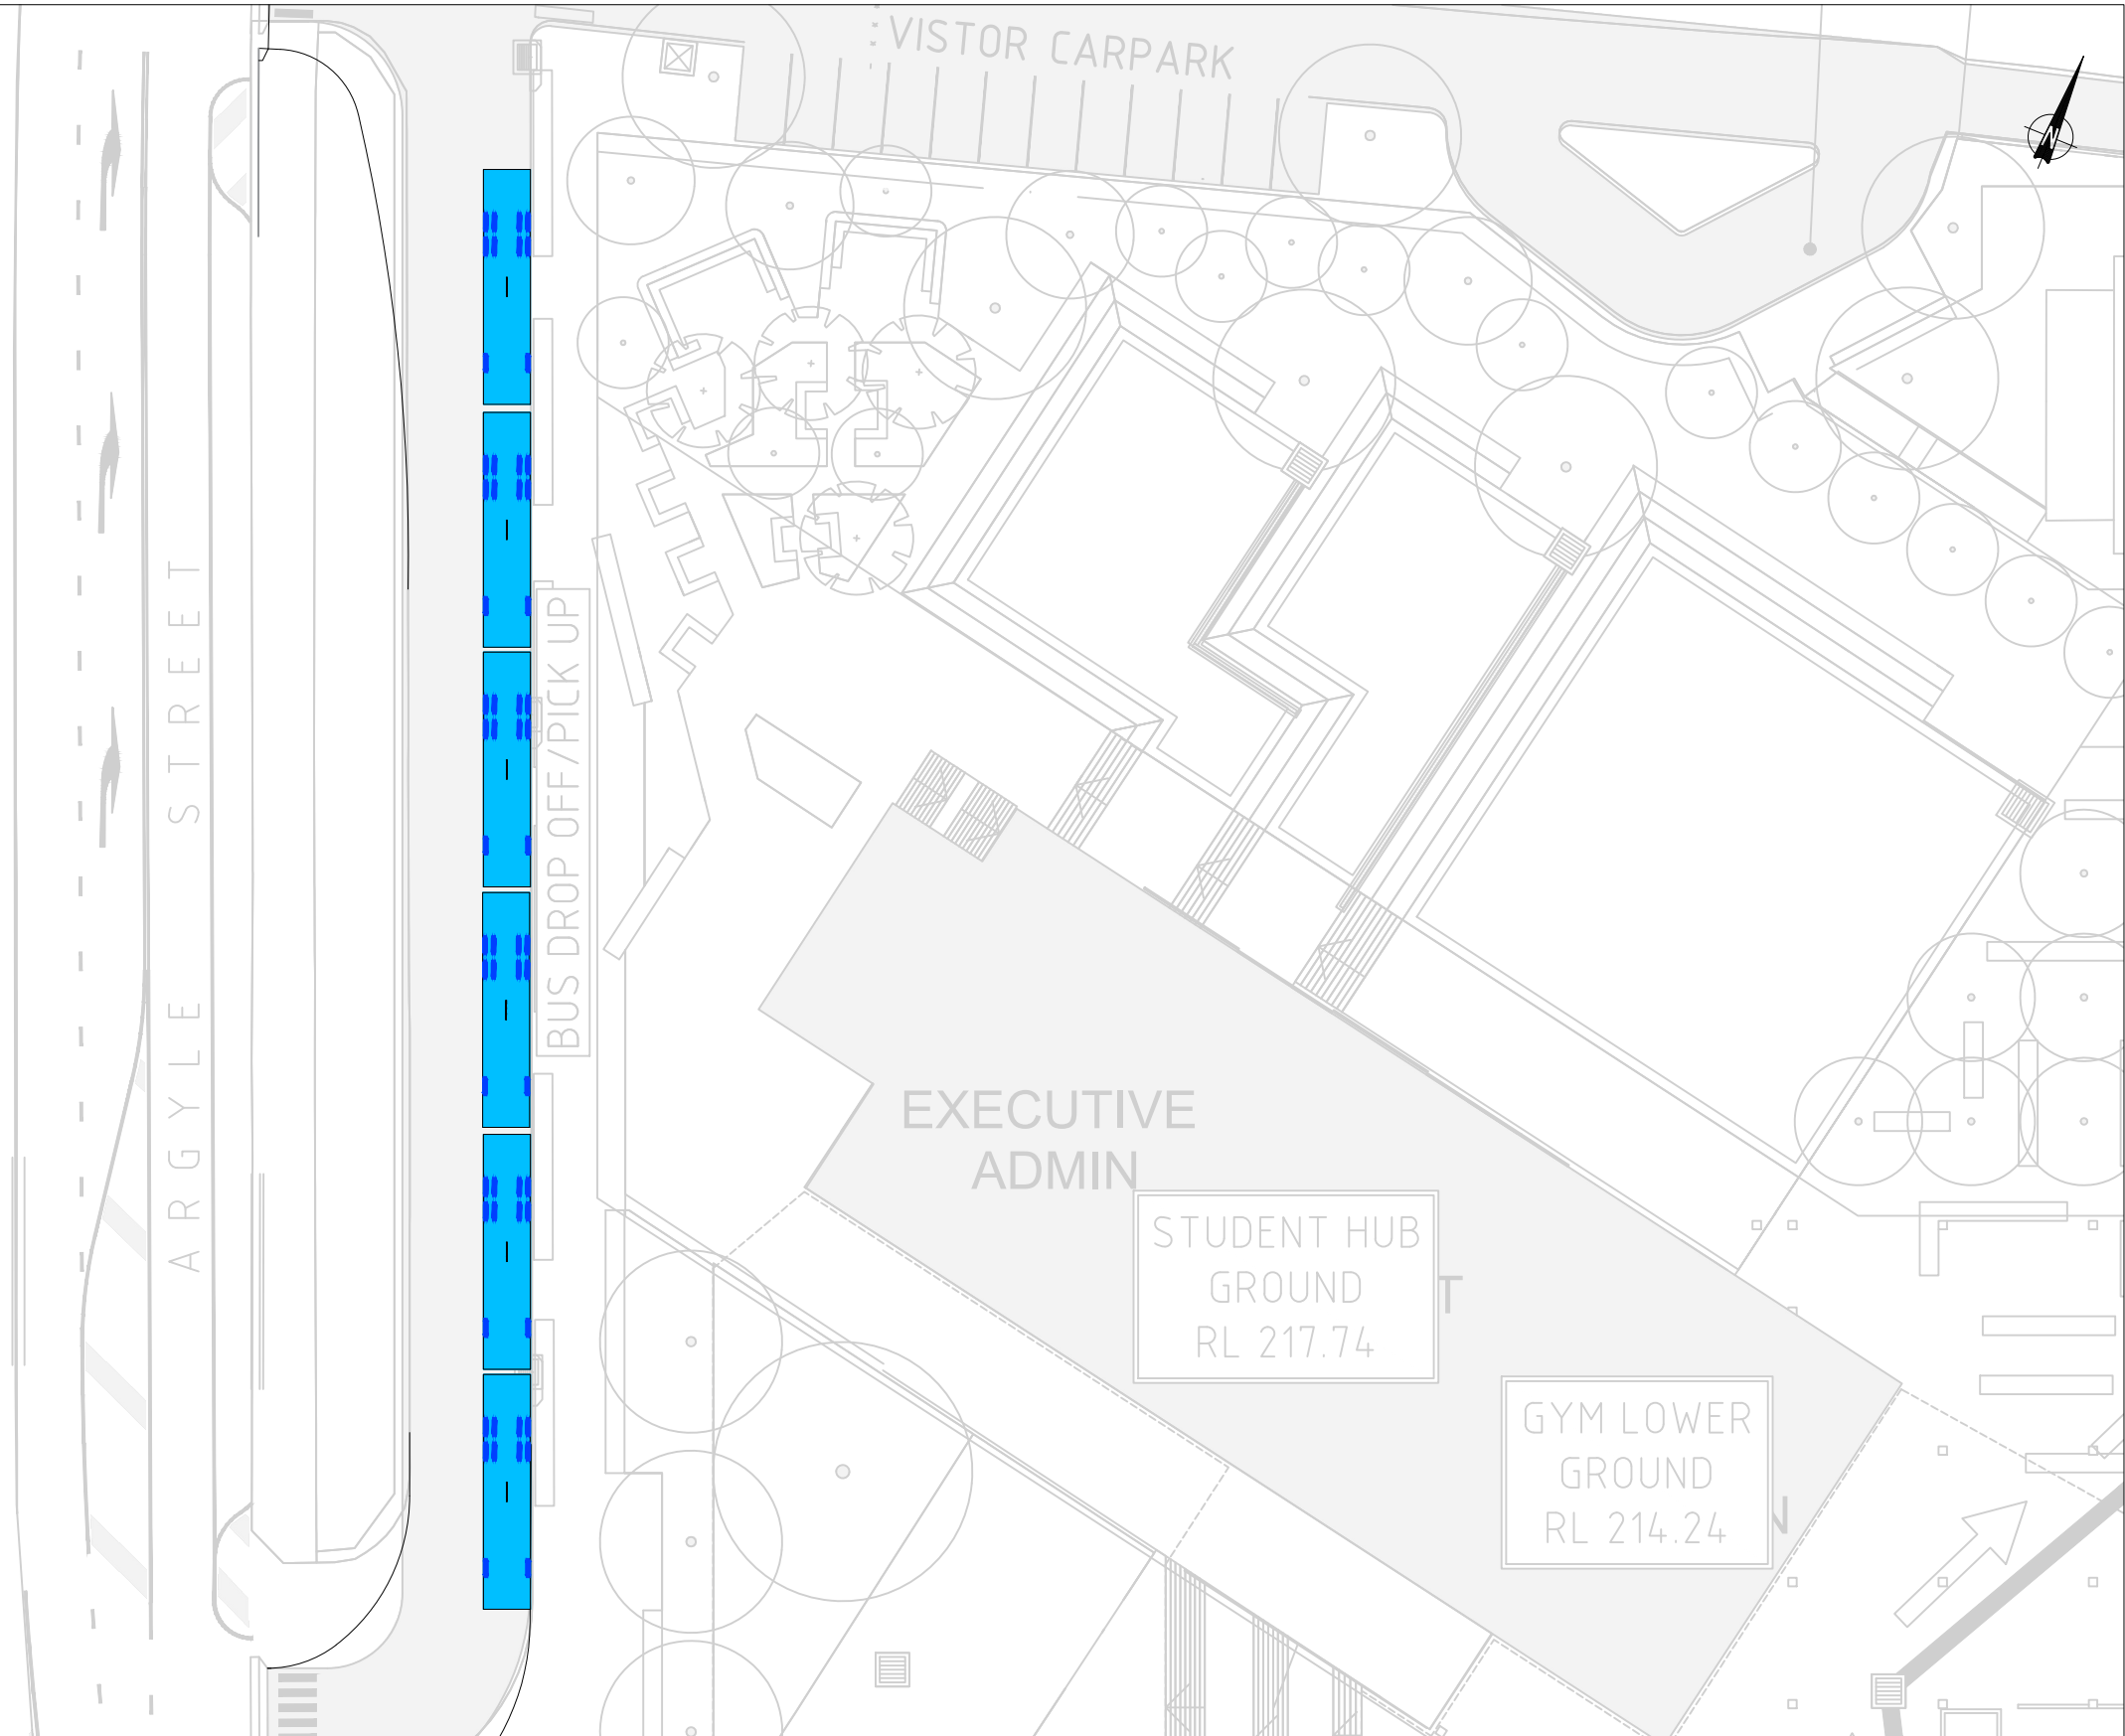 VISTOR CARPARK
N
ARGYLE STREET
BUS DROP OFF/PICK UP
EXECUTIVE
ADMIN
STUDENT HUB
GROUND
RL 217.74
T
GYM LOWER
GROUND
RL 214.24
N